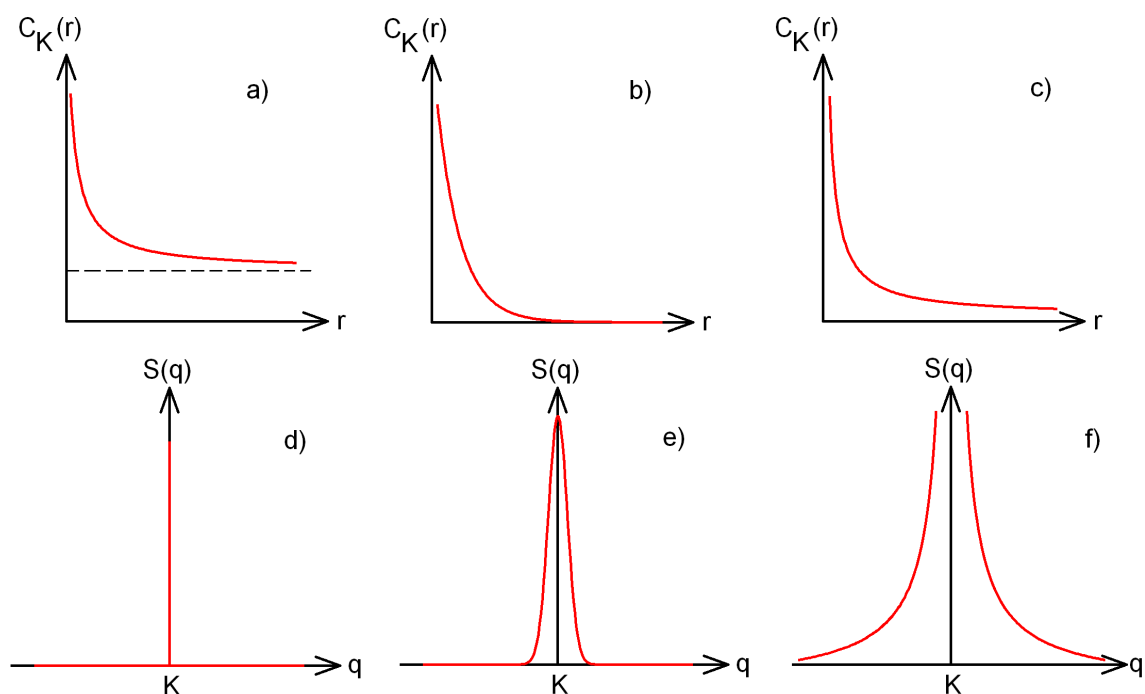 C_K(r)
a)
r
C_K(r)
b)
r
C_K(r)
c)
r
S(q)
d)
q
K
S(q)
e)
q
K
S(q)
f)
q
K